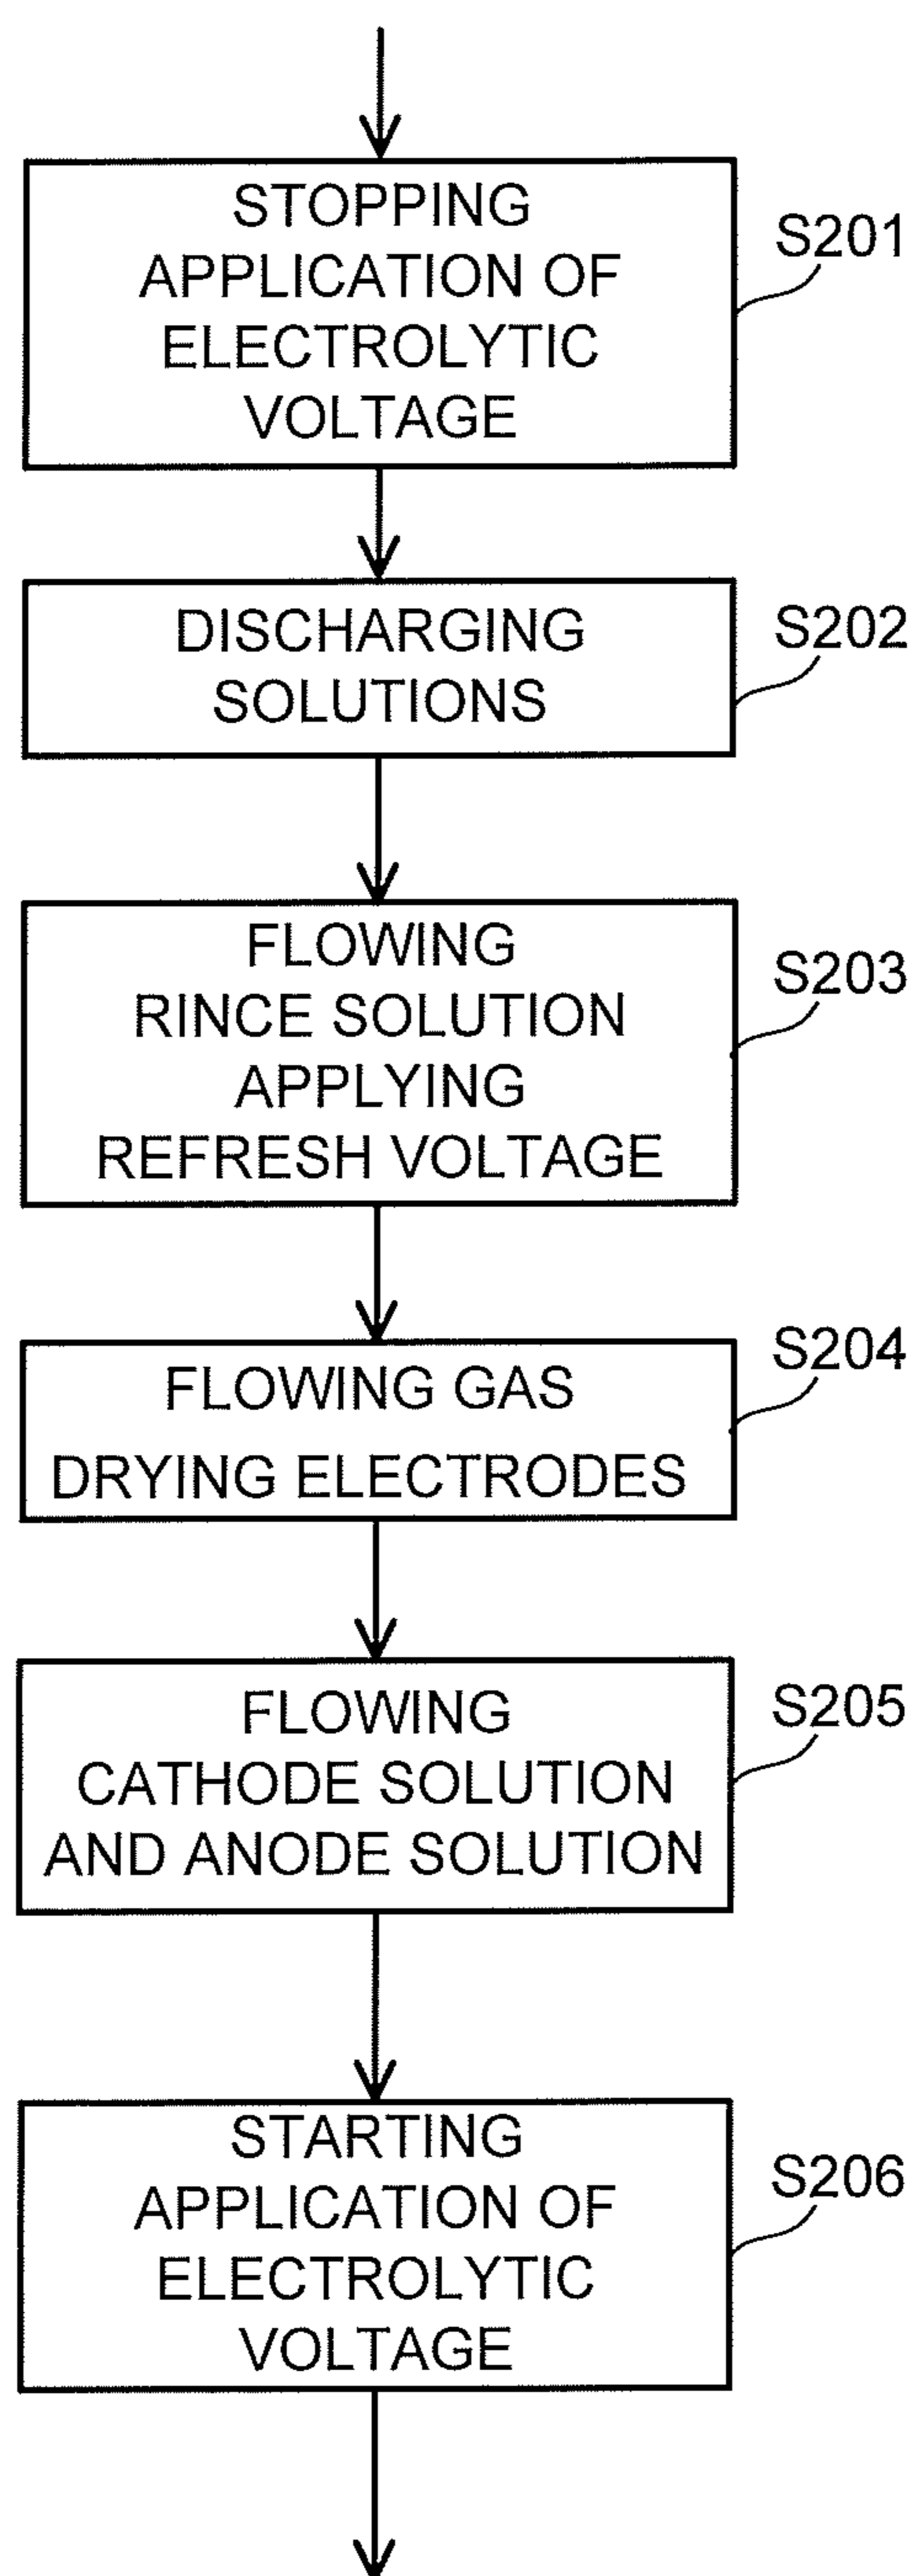 STOPPING
APPLICATION OF
ELECTROLYTIC
VOLTAGE
S201
DISCHARGING
SOLUTIONS
S202
FLOWING
RINCE SOLUTION
APPLYING
REFRESH VOLTAGE
S203
FLOWING GAS
DRYING ELECTRODES
S204
FLOWING
CATHODE SOLUTION
AND ANODE SOLUTION
S205
STARTING
APPLICATION OF
ELECTROLYTIC
VOLTAGE
S206